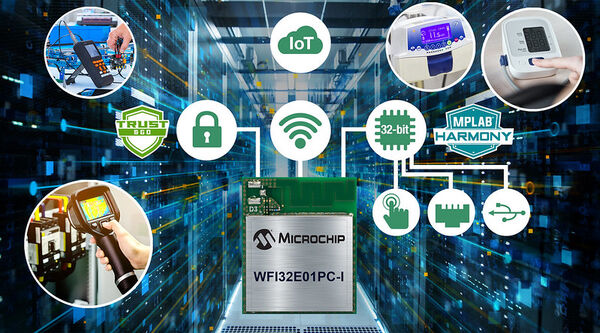 IoT
TRUST
&GO
32-bit
MPLAB
HARMONY
D3
MICROCHIP
WFI32E01PC-I